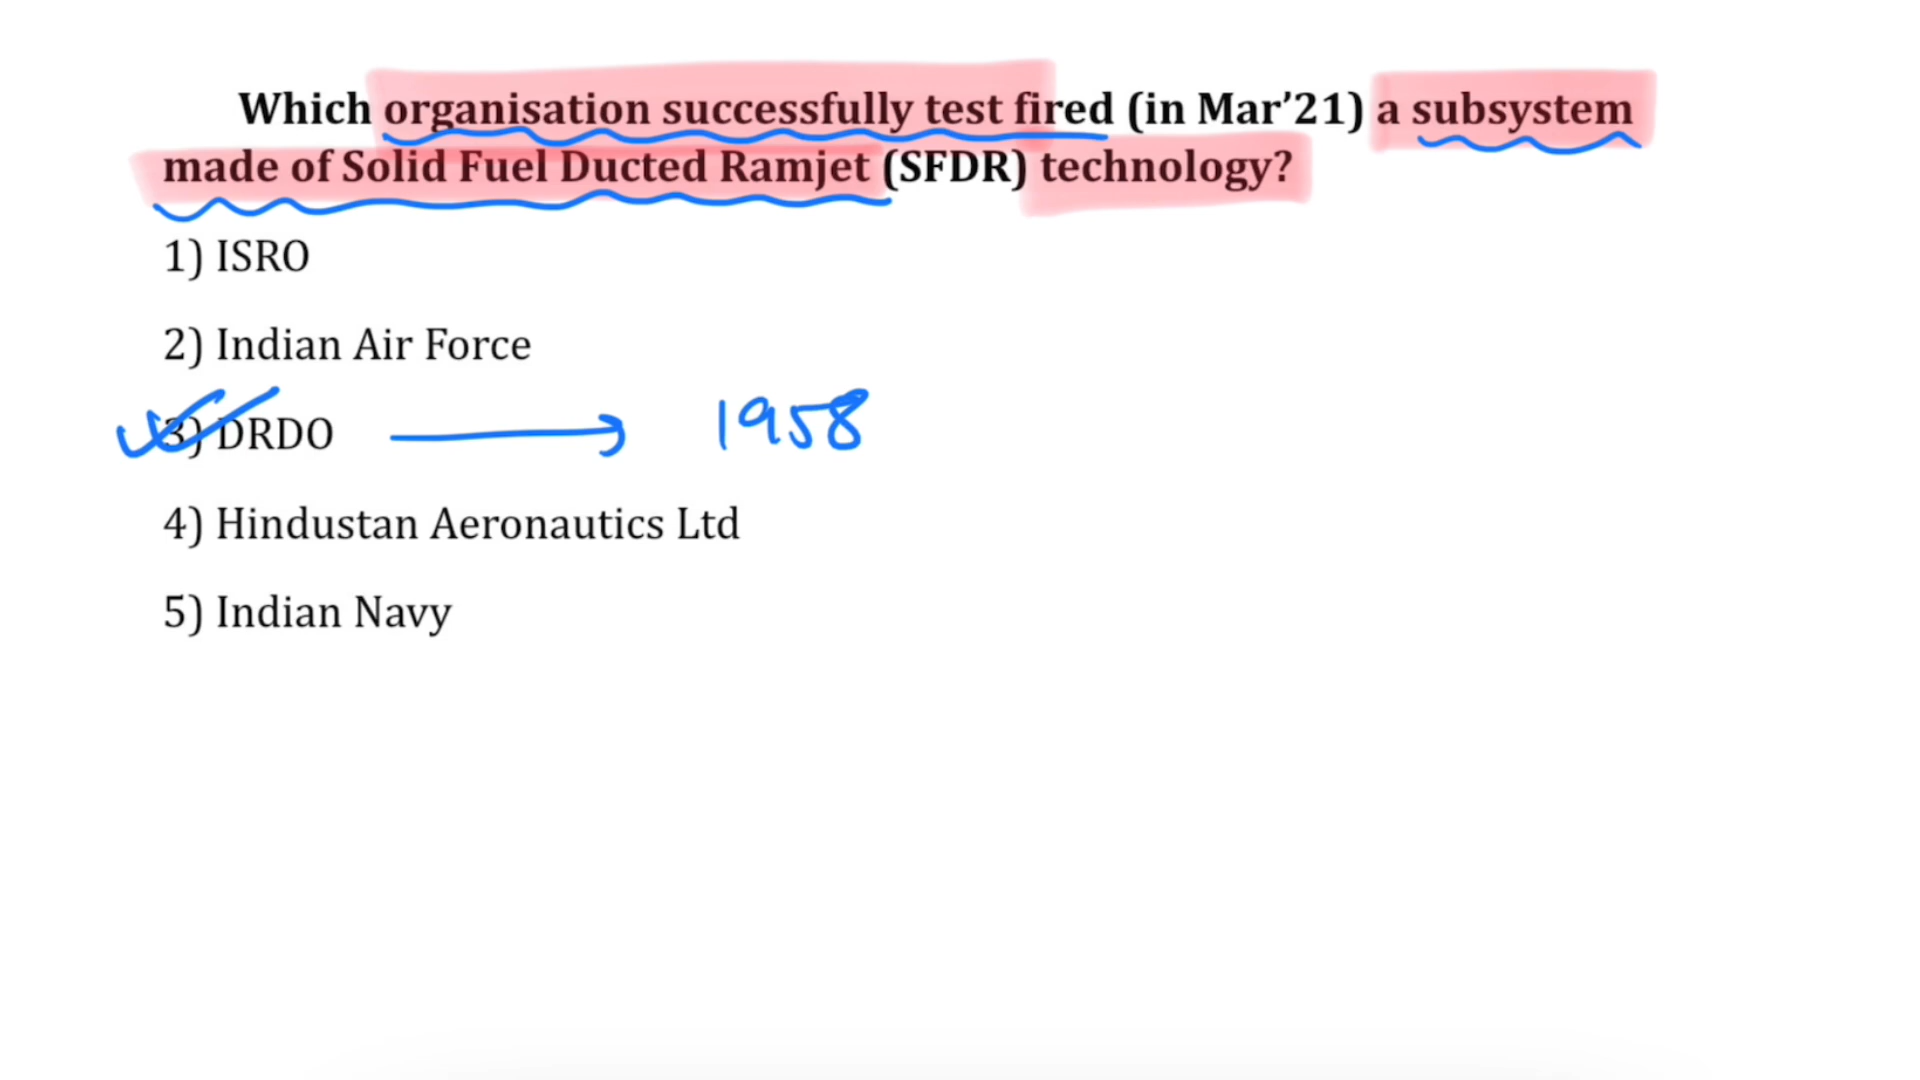 Which organisation successfully test fired (in Mar’21) a subsystem
made of Solid Fuel Ducted Ramjet (SFDR) technology?
1) ISRO
2) Indian Air Force
3) DRDO 1958
4) Hindustan Aeronautics Ltd
5) Indian Navy